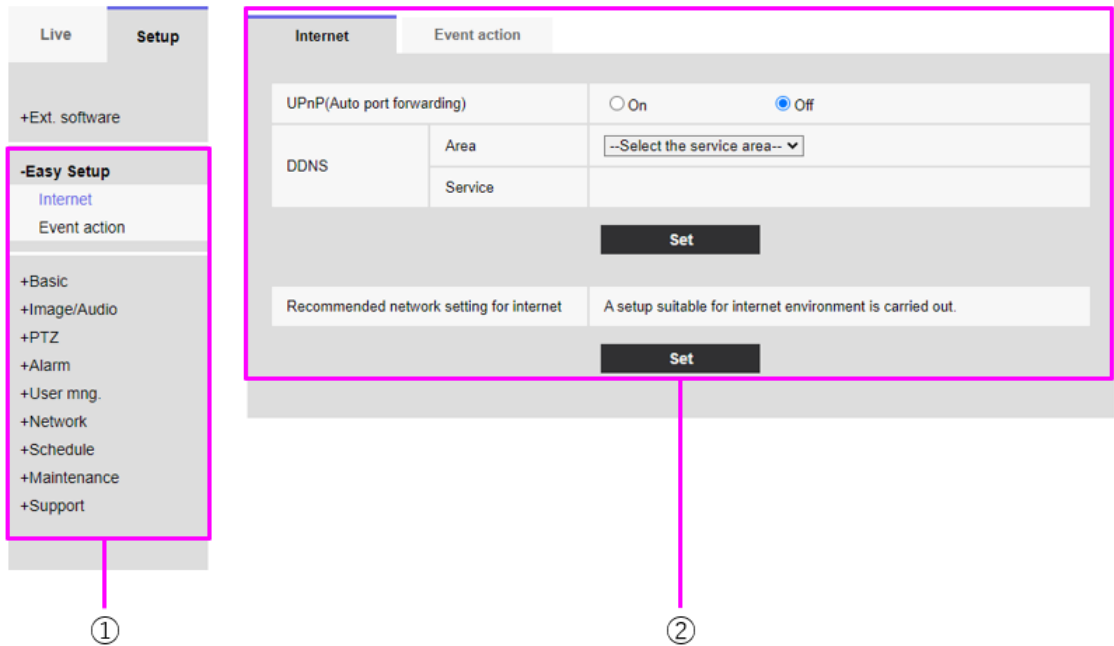 Live
Setup
+Ext. software
-Easy Setup
Internet
Event action
+Basic
+Image/Audio
+PTZ
+Alarm
+User mng.
+Network
+Schedule
+Maintenance
+Support
①
Internet
Event action
UPnP(Auto port forwarding)
On
Off
DDNS
Area
--Select the service area--
Service
Set
Recommended network setting for internet
A setup suitable for internet environment is carried out.
Set
②